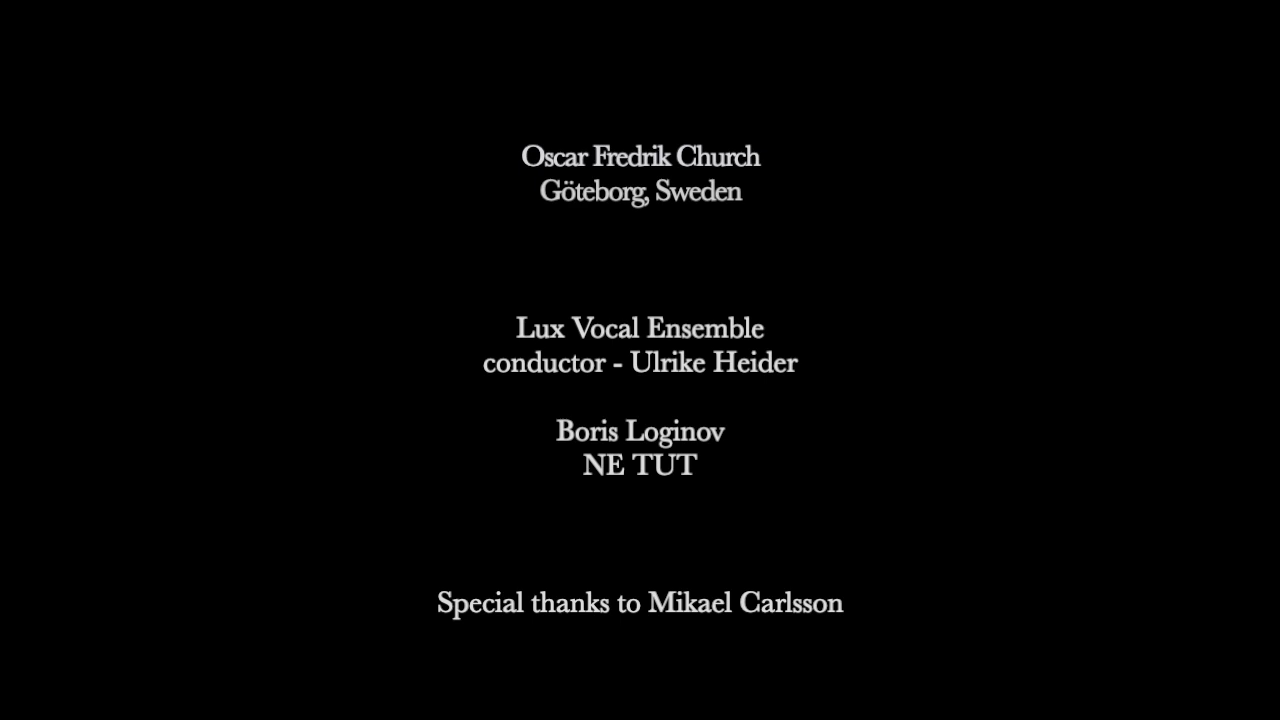 Oscar Fredrik Church
Göteborg, Sweden
Lux Vocal Ensemble
conductor - Ulrike Heider
Boris Loginov
NE TUT
Special thanks to Mikael Carlsson